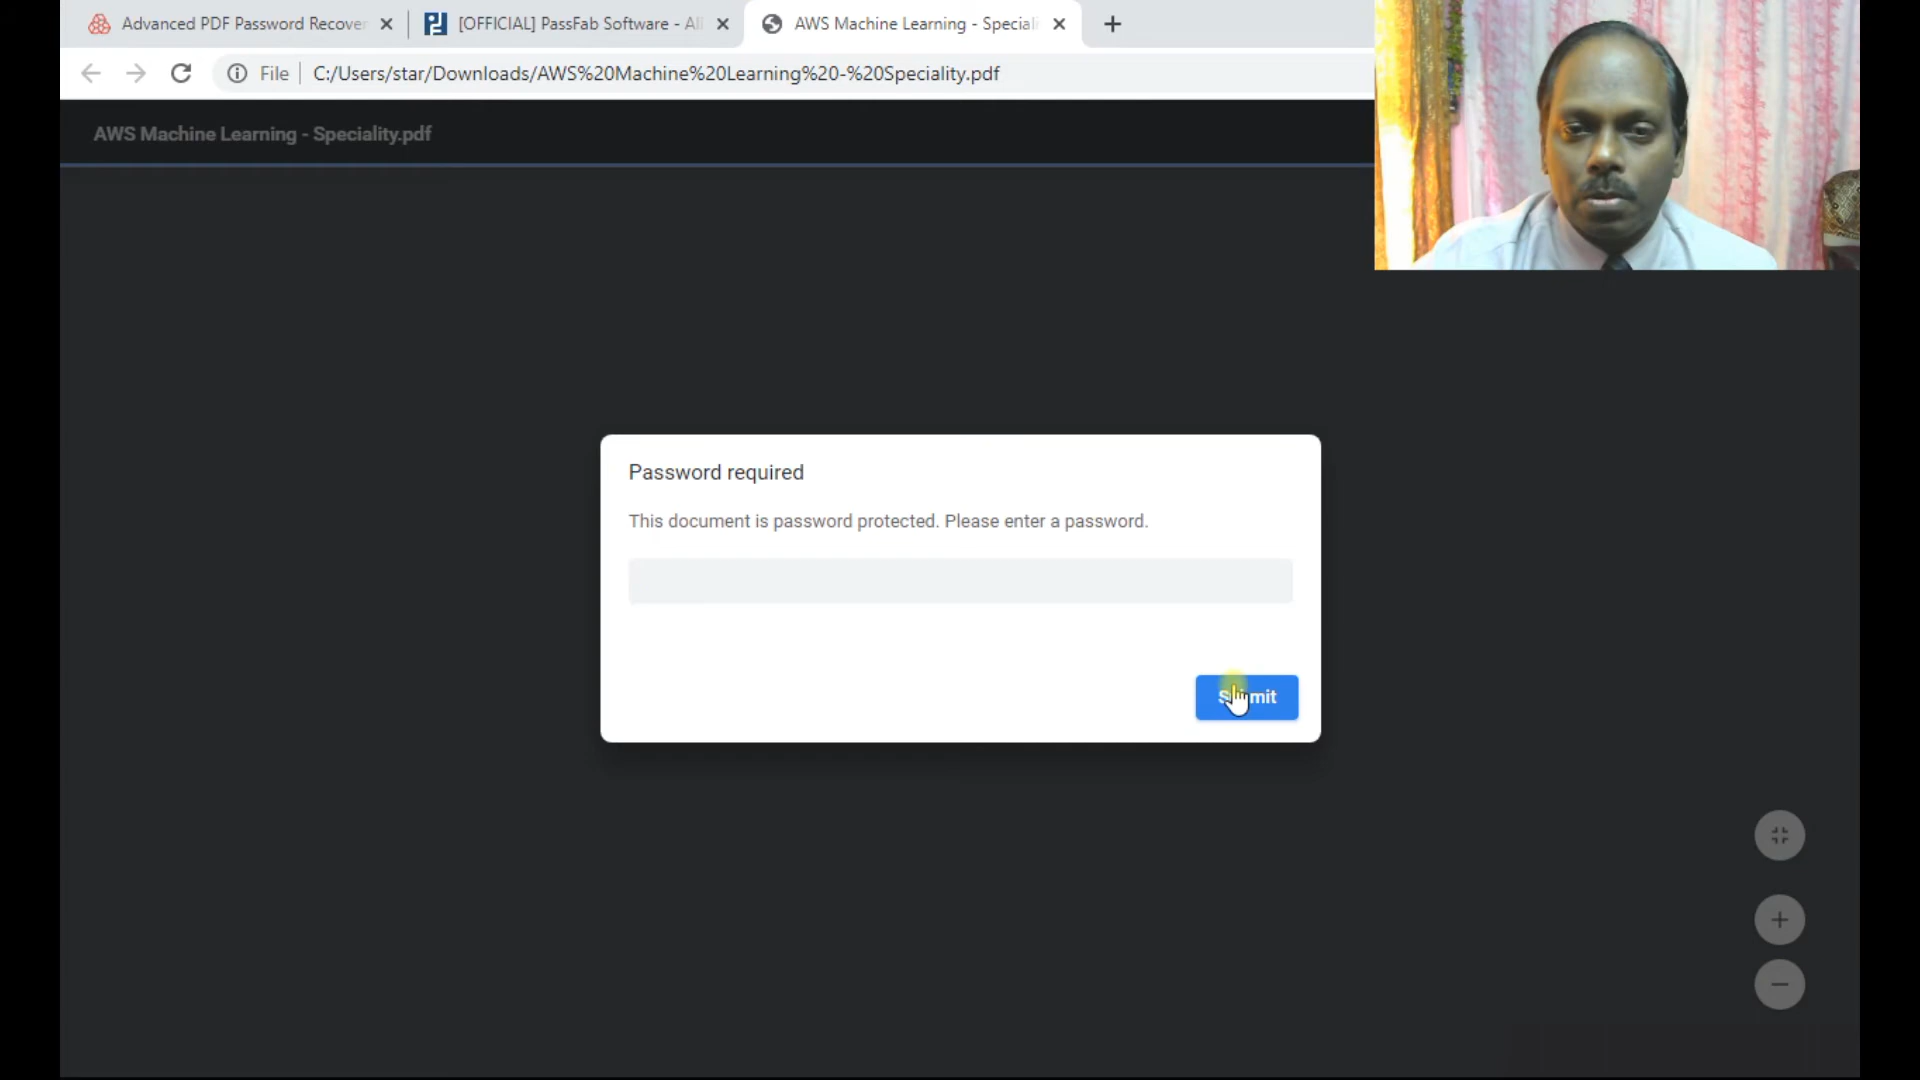 Advanced PDF Password Recover
[OFFICIAL] PassFab Software - All
AWS Machine Learning - Speciali
File
C:/Users/star/Downloads/AWS%20Machine%20Learning%20-%20Speciality.pdf
AWS Machine Learning - Speciality.pdf
Password required
This document is password protected. Please enter a password.
Submit